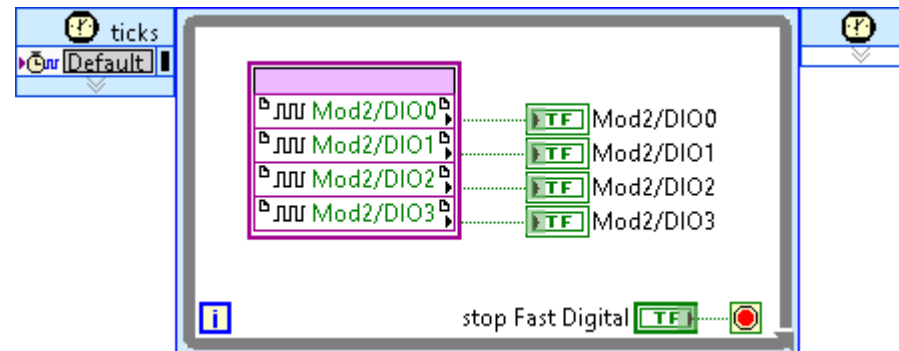 ticks
Default
Mod2/DIO0 TF Mod2/DIO0
Mod2/DIO1 TF Mod2/DIO1
Mod2/DIO2 TF Mod2/DIO2
Mod2/DIO3 TF Mod2/DIO3
i stop Fast Digital TF